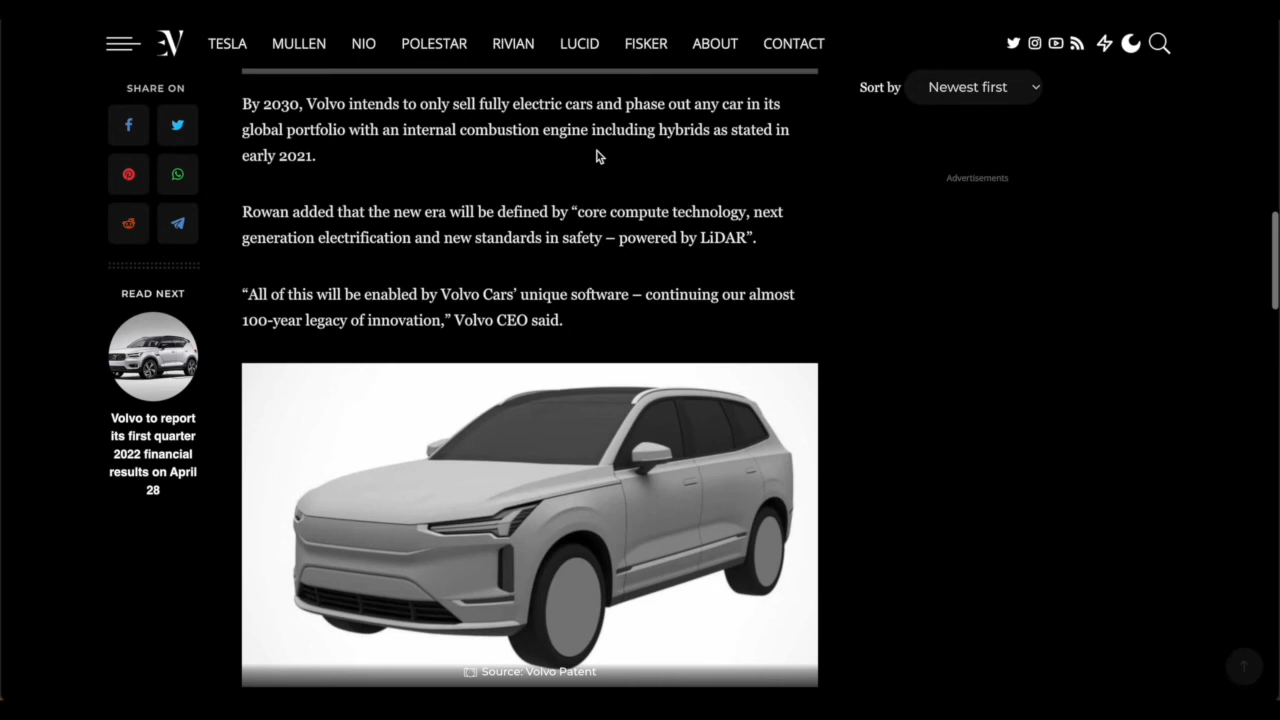 EV
TESLA MULLEN NIO POLESTAR RIVIAN LUCID FISKER ABOUT CONTACT
SHARE ON
READ NEXT
Volvo to report
its first quarter
2022 financial
results on April
28
By 2030, Volvo intends to only sell fully electric cars and phase out any car in its
global portfolio with an internal combustion engine including hybrids as stated in
early 2021.
Rowan added that the new era will be defined by “core compute technology, next
generation electrification and new standards in safety – powered by LiDAR”.
“All of this will be enabled by Volvo Cars’ unique software – continuing our almost
100-year legacy of innovation,” Volvo CEO said.
Source: Volvo Patent
Sort by Newest first
Advertisements